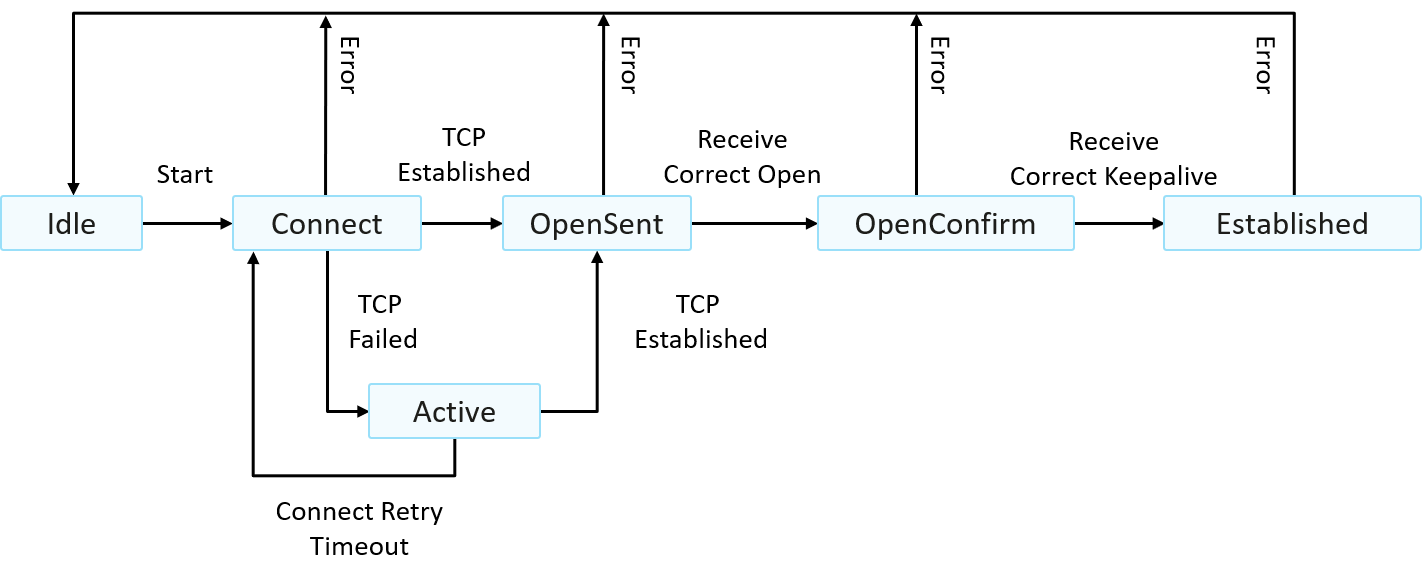 Error
Error
Error
Error
TCP
Established
Receive
Correct Open
Receive
Correct Keepalive
Start
Idle
Connect
OpenSent
OpenConfirm
Established
TCP
Failed
TCP
Established
Active
Connect Retry
Timeout